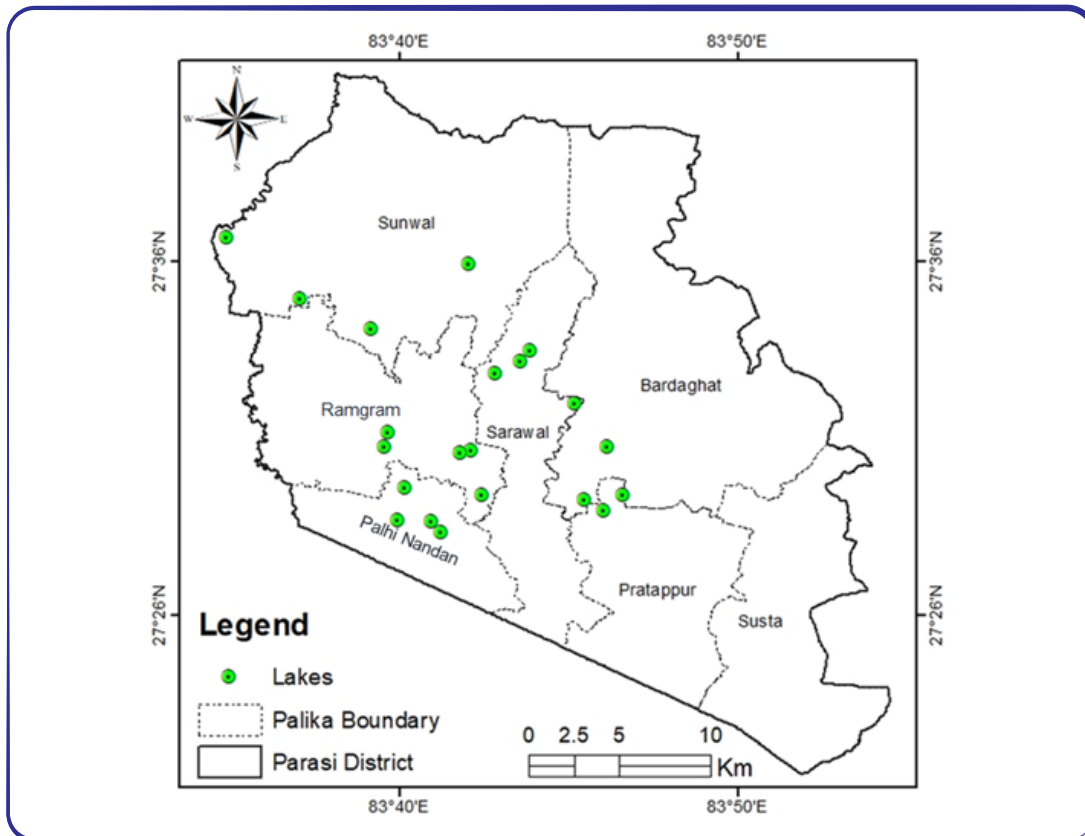 83°40'E 83°50'E
N
W E
S
Sunwal
27°36'N 27°36'N
Bardaghat
Ramgram
Sarawal
Palhi Nandan
Pratappur
27°26'N 27°26'N
Susta
Legend
Lakes
Palika Boundary
Parasi District
0 2.5 5 10
Km
83°40'E 83°50'E